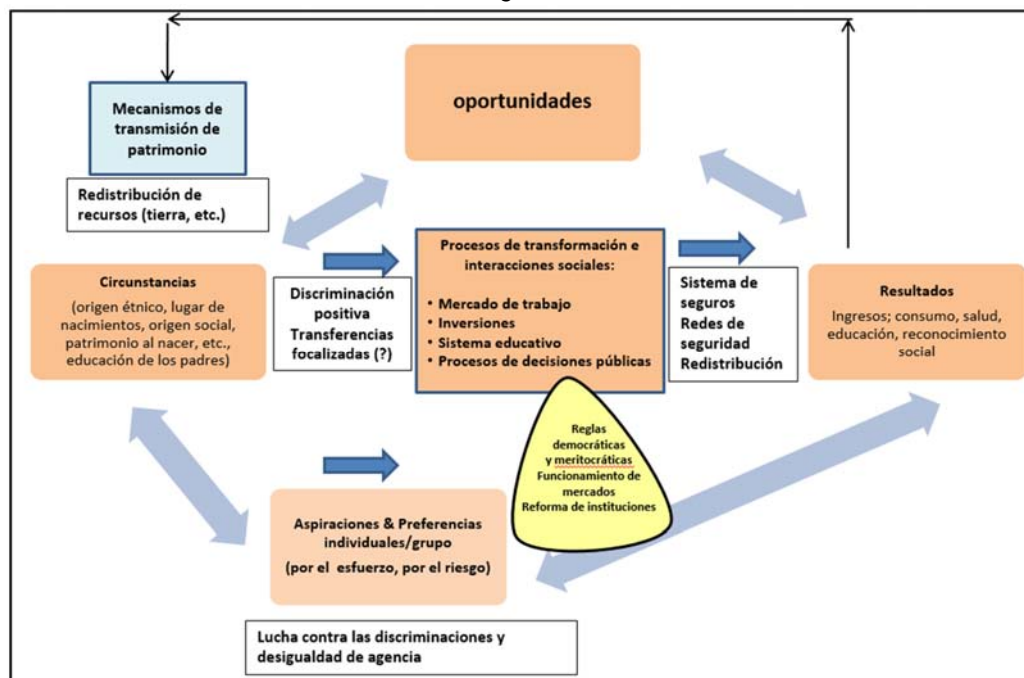 oportunidades
Mecanismos de
transmisión de
patrimonio
Redistribución de
recursos (tierra, etc.)
Circunstancias
(origen étnico, lugar de
nacimientos, origen social,
patrimonio al nacer, etc.,
educación de los padres)
Discriminación
positiva
Transferencias
focalizadas (?)
Procesos de transformación e
interacciones sociales:
• Mercado de trabajo
• Inversiones
• Sistema educativo
• Procesos de decisiones públicas
Sistema de
seguros
Redes de
seguridad
Redistribución
Resultados
Ingresos; consumo, salud,
educación, reconocimiento
social
Reglas
democráticas
y meritocráticas
Funcionamiento de
mercados
Reforma de instituciones
Aspiraciones & Preferencias
individuales/grupo
(por el esfuerzo, por el riesgo)
Lucha contra las discriminaciones y
desigualdad de agencia